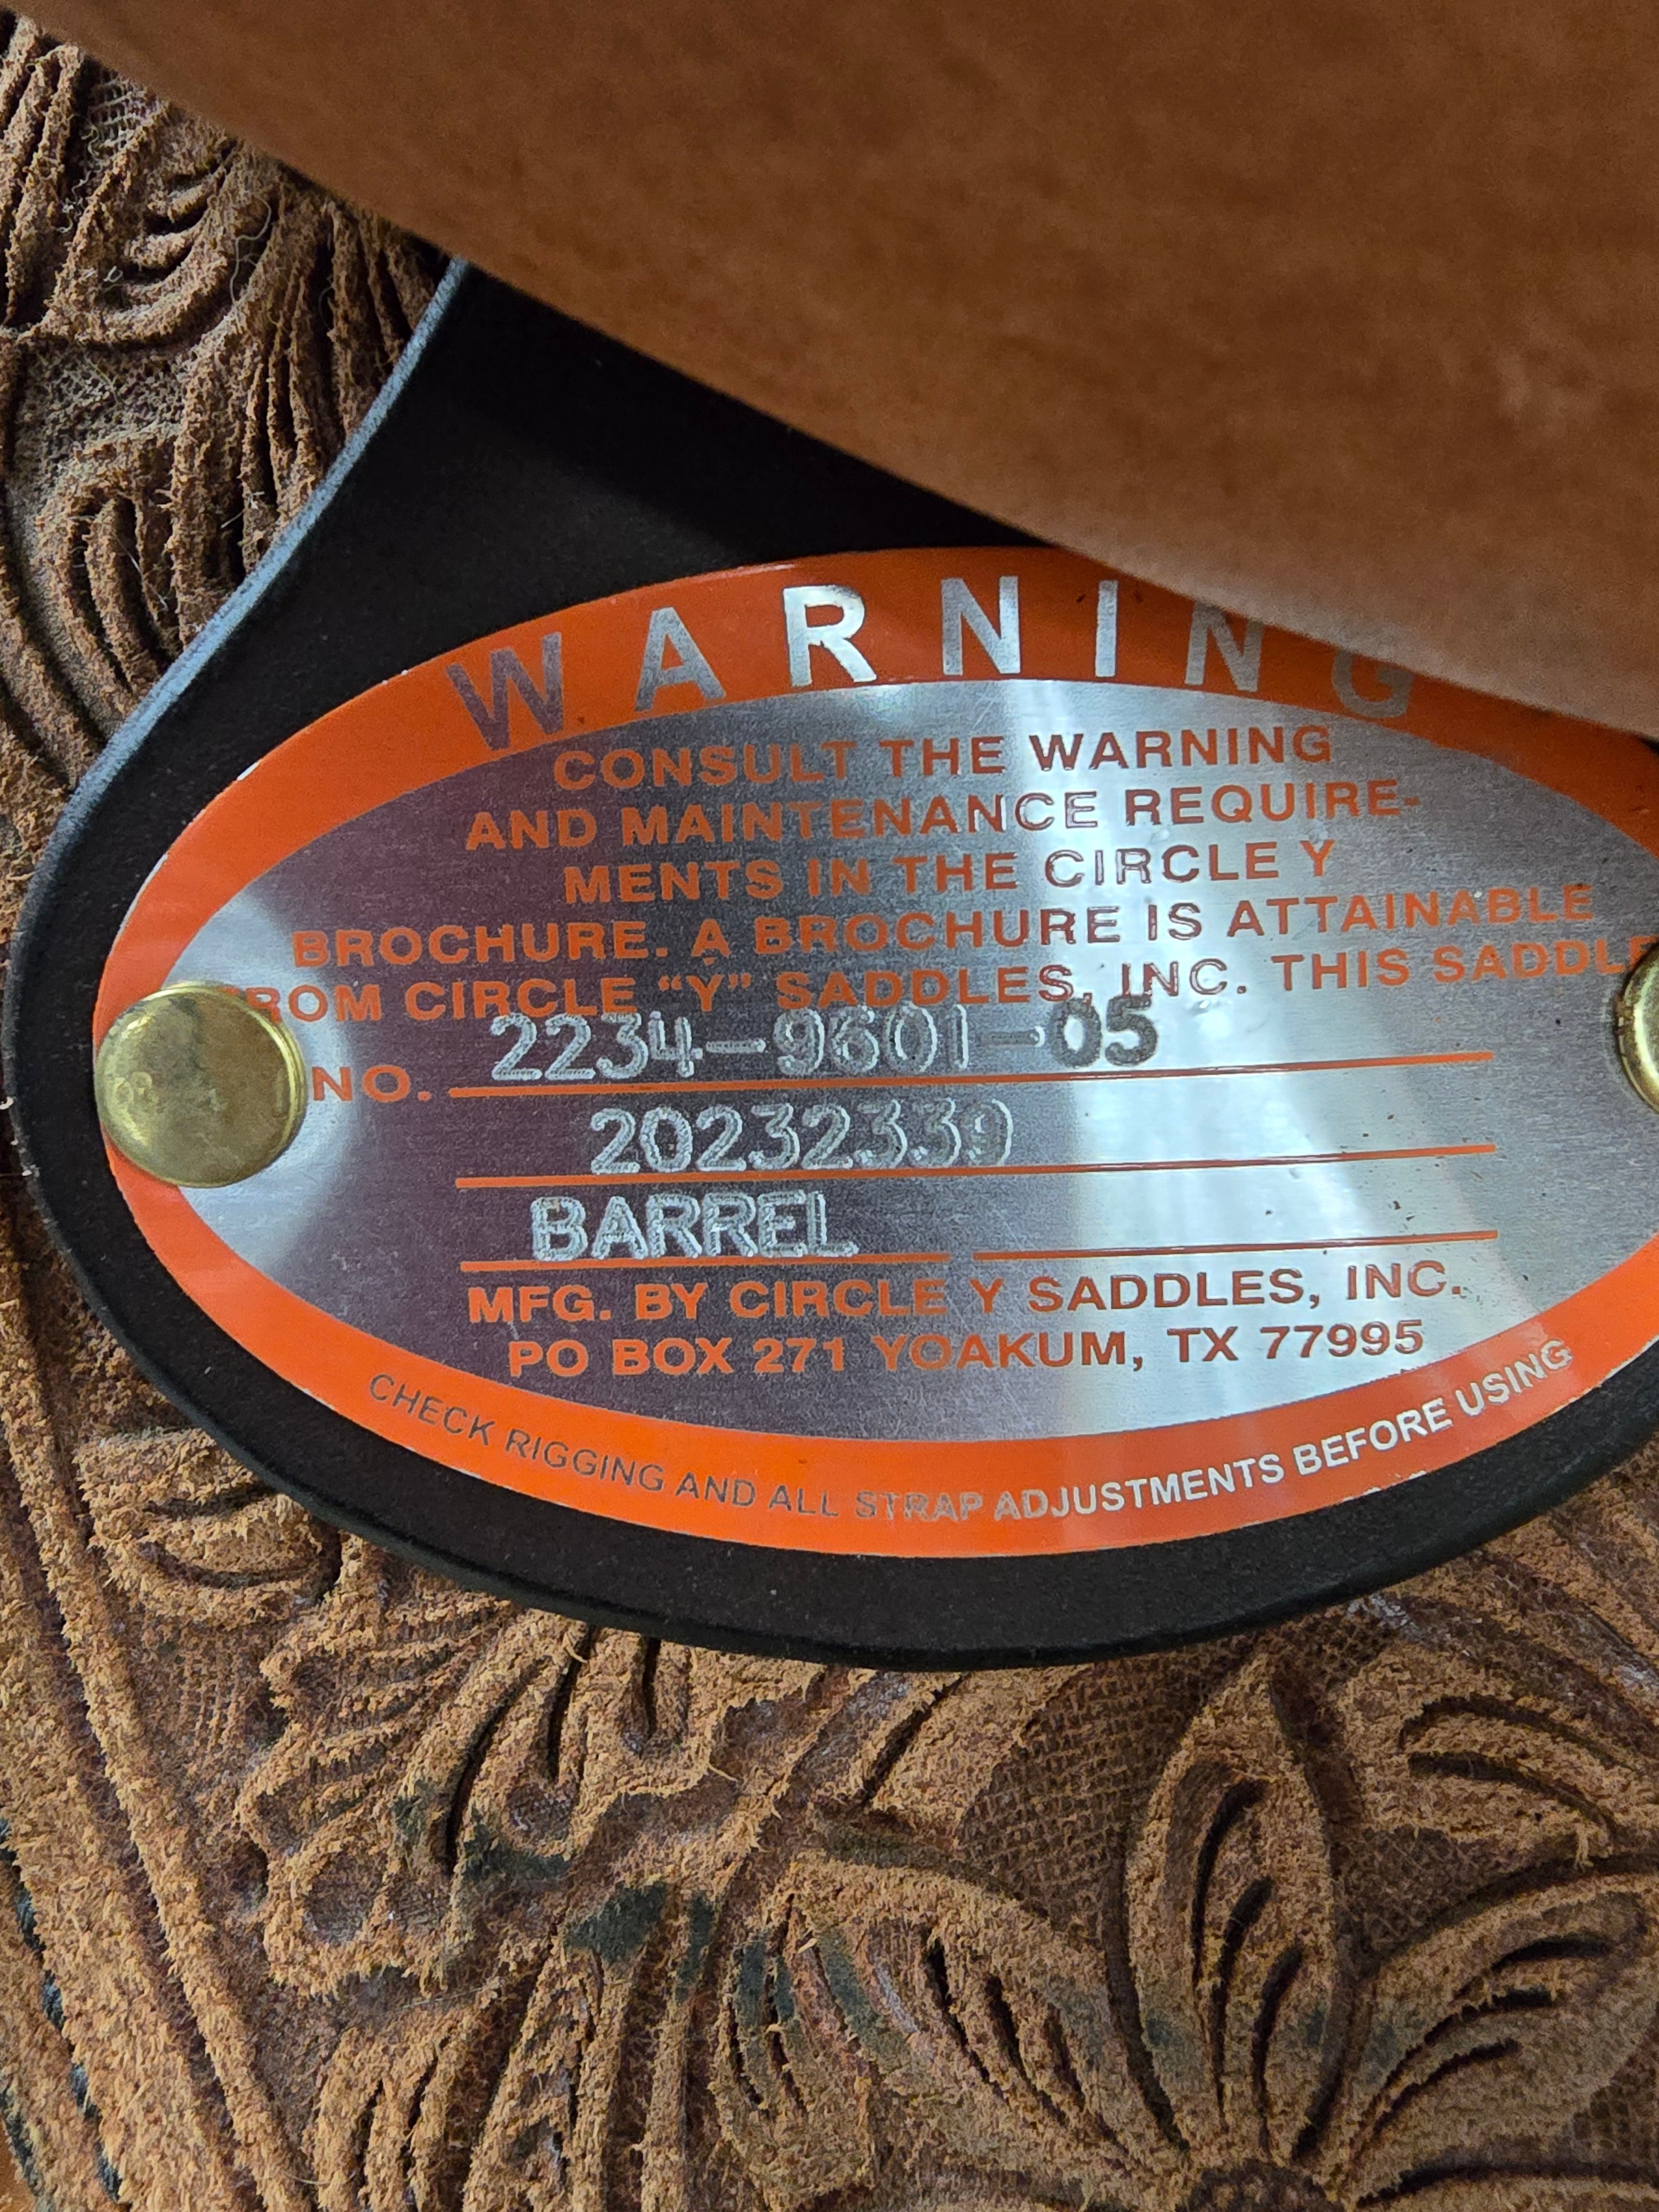 WARNING
CONSULT THE WARNING
AND MAINTENANCE REQUIRE-
MENTS IN THE CIRCLE Y
BROCHURE. A BROCHURE IS ATTAINABLE
FROM CIRCLE “Y” SADDLES, INC. THIS SADDLE
NO. 2234-9601-05
20232339
BARREL
MFG. BY CIRCLE Y SADDLES, INC.
PO BOX 271 YOAKUM, TX 77995
CHECK RIGGING AND ALL STRAP ADJUSTMENTS BEFORE USING